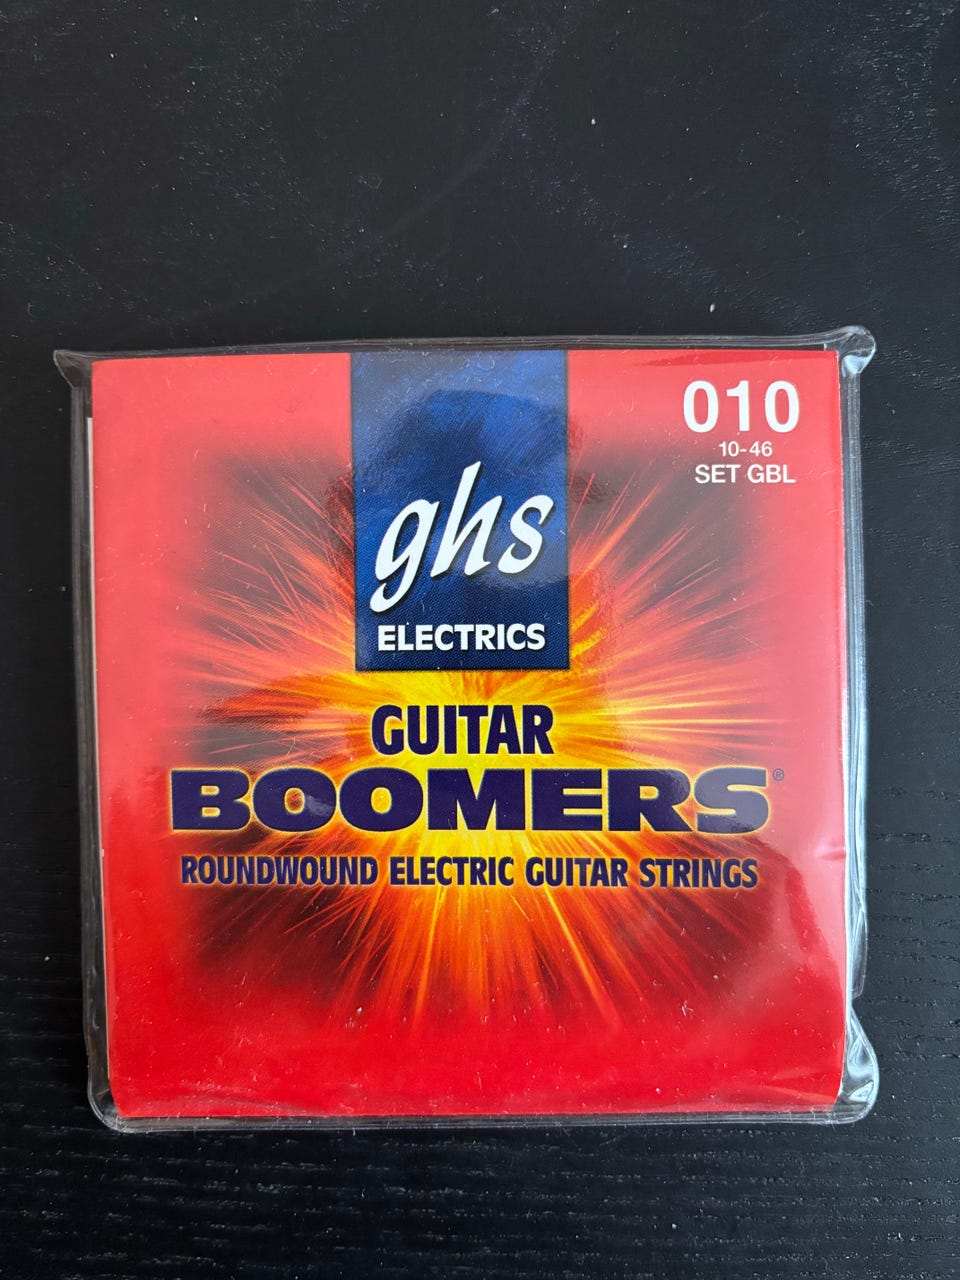 010
10-46
SET GBL
ghs
ELECTRICS
GUITAR
BOOMERS®
ROUNDWOUND ELECTRIC GUITAR STRINGS